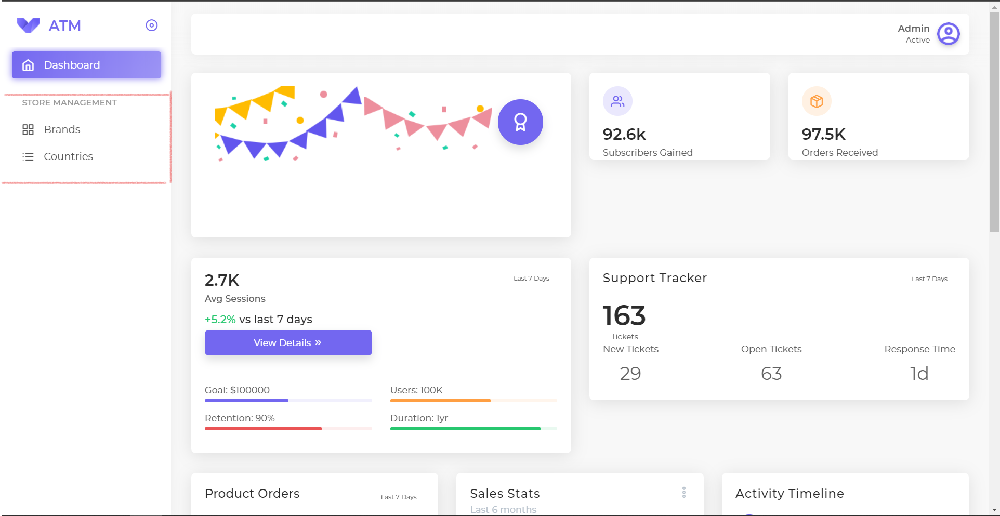 ATM
Dashboard
STORE MANAGEMENT
Brands
Countries
Admin
Active
92.6k
Subscribers Gained
97.5K
Orders Received
2.7K
Last 7 Days
Avg Sessions
+5.2% vs last 7 days
View Details »
Goal: $100000
Users: 100K
Retention: 90%
Duration: 1yr
Support Tracker
Last 7 Days
163
Tickets
New Tickets
Open Tickets
Response Time
29
63
1d
Product Orders
Last 7 Days
Sales Stats
Last 6 months
Activity Timeline